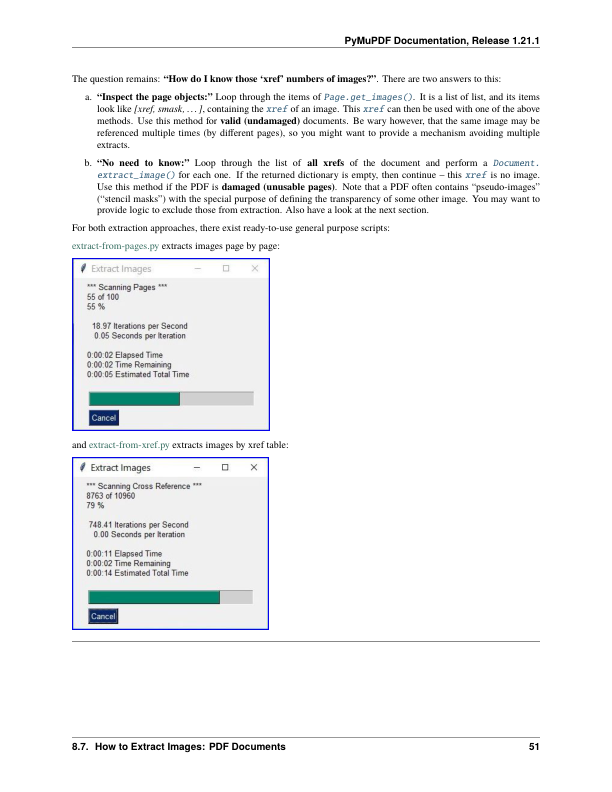 PyMuPDF Documentation, Release 1.21.1
The question remains: “How do I know those ‘xref’ numbers of images?”. There are two answers to this:
a. “Inspect the page objects:” Loop through the items of Page.get_images(). It is a list of list, and its items
look like [xref, smask, ...], containing the xref of an image. This xref can then be used with one of the above
methods. Use this method for valid (undamaged) documents. Be wary however, that the same image may be
referenced multiple times (by different pages), so you might want to provide a mechanism avoiding multiple
extracts.
b. “No need to know:” Loop through the list of all xrefs of the document and perform a Document.
extract_image() for each one. If the returned dictionary is empty, then continue – this xref is no image.
Use this method if the PDF is damaged (unusable pages). Note that a PDF often contains “pseudo-images”
(“stencil masks”) with the special purpose of defining the transparency of some other image. You may want to
provide logic to exclude those from extraction. Also have a look at the next section.
For both extraction approaches, there exist ready-to-use general purpose scripts:
extract-from-pages.py extracts images page by page:
Extract Images
*** Scanning Pages ***
55 of 100
55 %
18.97 Iterations per Second
0.05 Seconds per Iteration
0:00:02 Elapsed Time
0:00:02 Time Remaining
0:00:05 Estimated Total Time
Cancel
and extract-from-xref.py extracts images by xref table:
Extract Images
*** Scanning Cross Reference ***
8763 of 10960
79 %
748.41 Iterations per Second
0.00 Seconds per Iteration
0:00:11 Elapsed Time
0:00:02 Time Remaining
0:00:14 Estimated Total Time
Cancel
8.7. How to Extract Images: PDF Documents 51